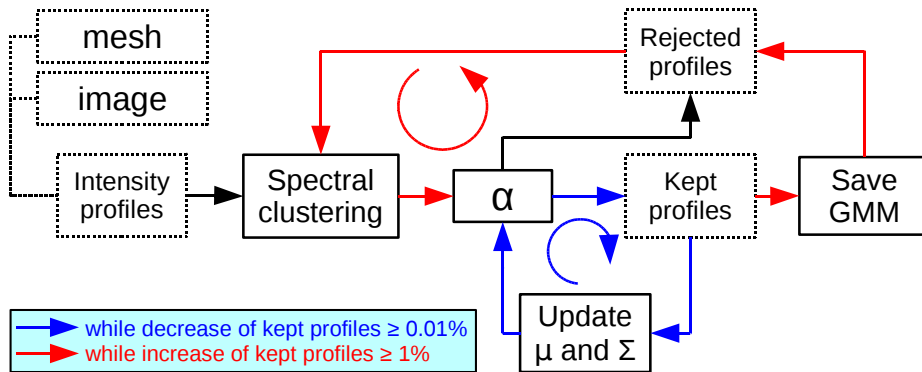 mesh
image
Intensity
profiles
Spectral
clustering
α
Rejected
profiles
Kept
profiles
Save
GMM
Update
μ and Σ
while decrease of kept profiles ≥ 0.01%
while increase of kept profiles ≥ 1%